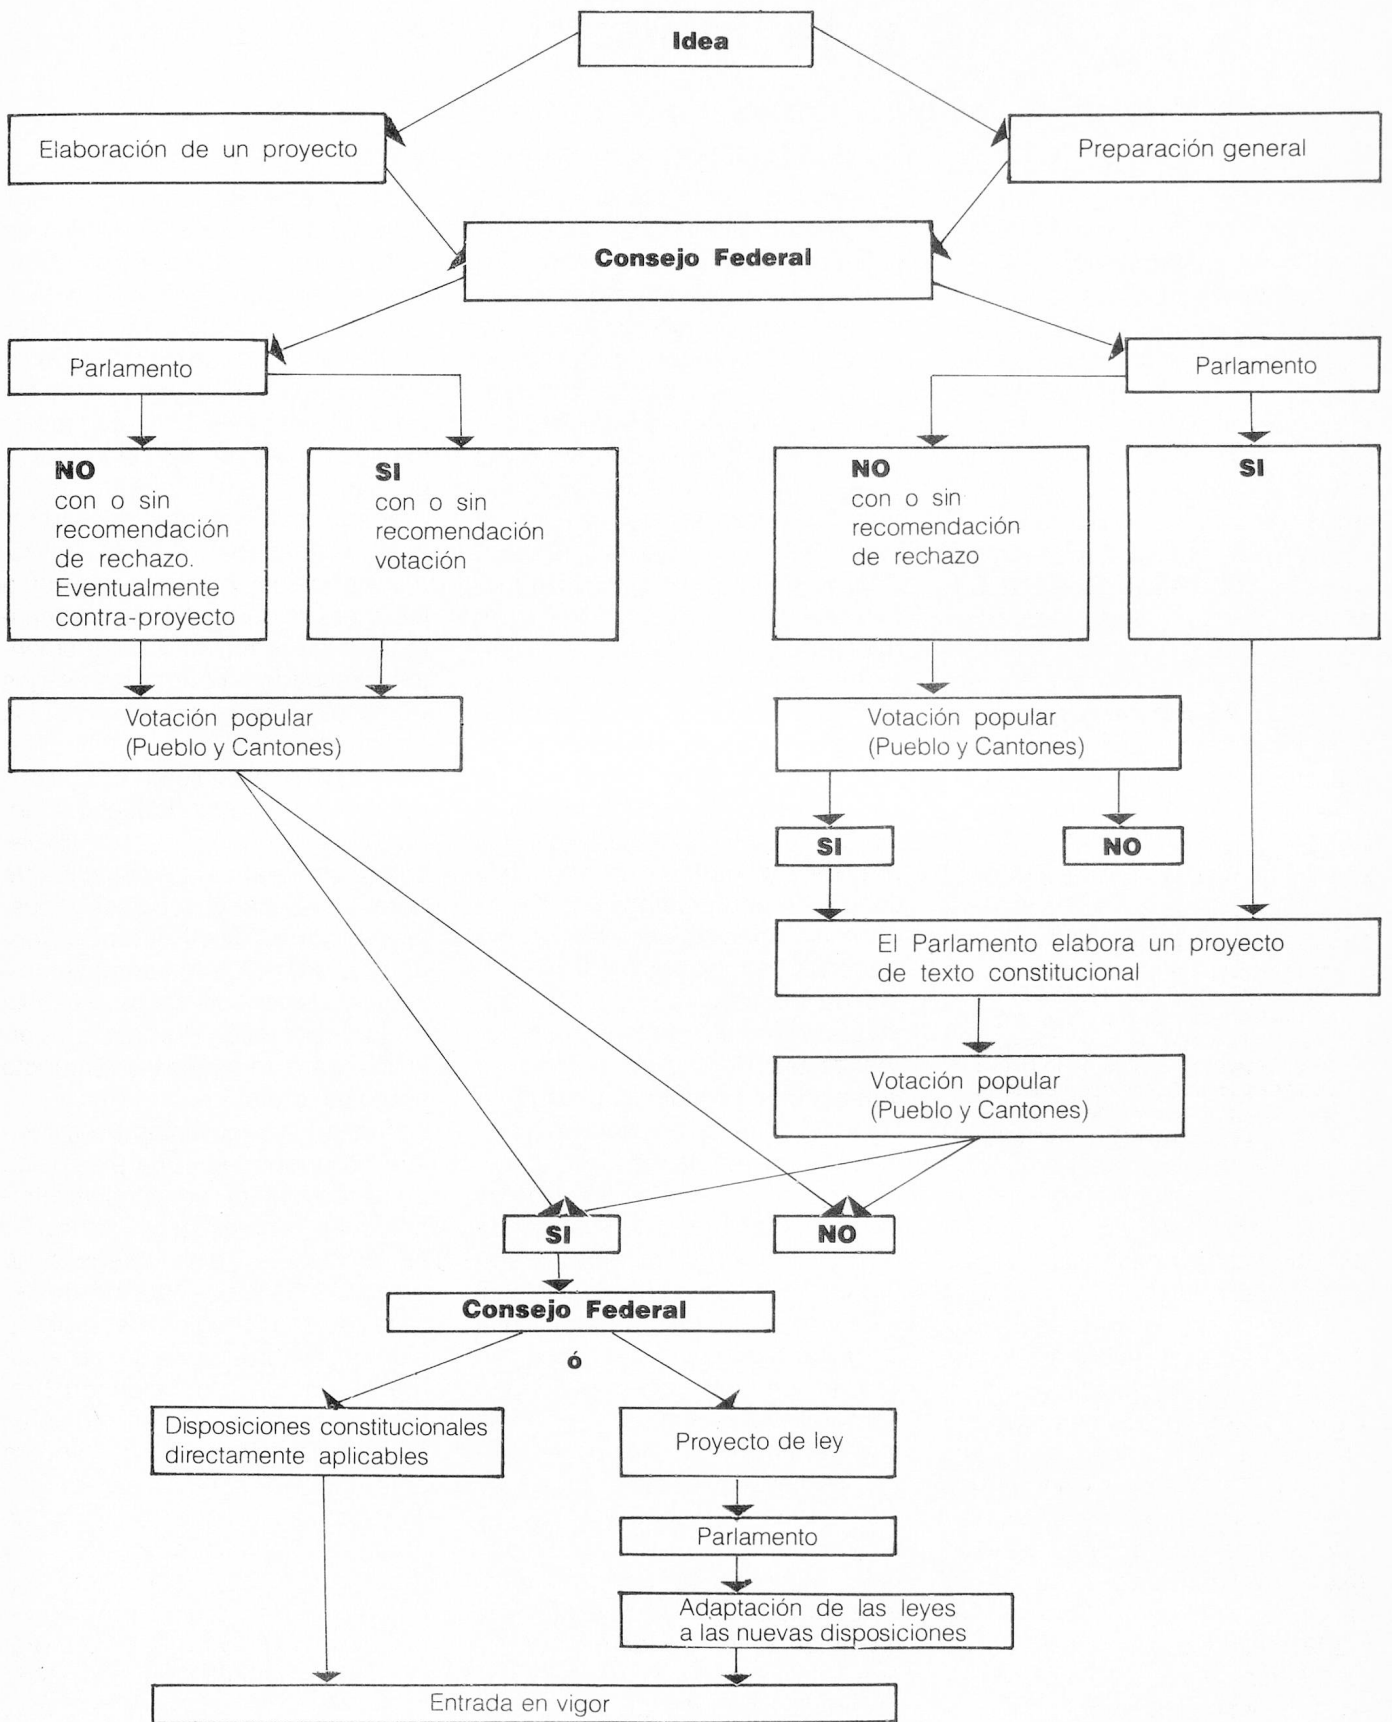 Idea
Elaboración de un proyecto
Preparación general
Consejo Federal
Parlamento
Parlamento
NO
con o sin
recomendación
de rechazo.
Eventualmente
contra-proyecto
SI
con o sin
recomendación
votación
NO
con o sin
recomendación
de rechazo
SI
Votación popular
(Pueblo y Cantones)
Votación popular
(Pueblo y Cantones)
SI
NO
El Parlamento elabora un proyecto
de texto constitucional
Votación popular
(Pueblo y Cantones)
SI
NO
Consejo Federal
ó
Disposiciones constitucionales
directamente aplicables
Proyecto de ley
Parlamento
Adaptación de las leyes
a las nuevas disposiciones
Entrada en vigor